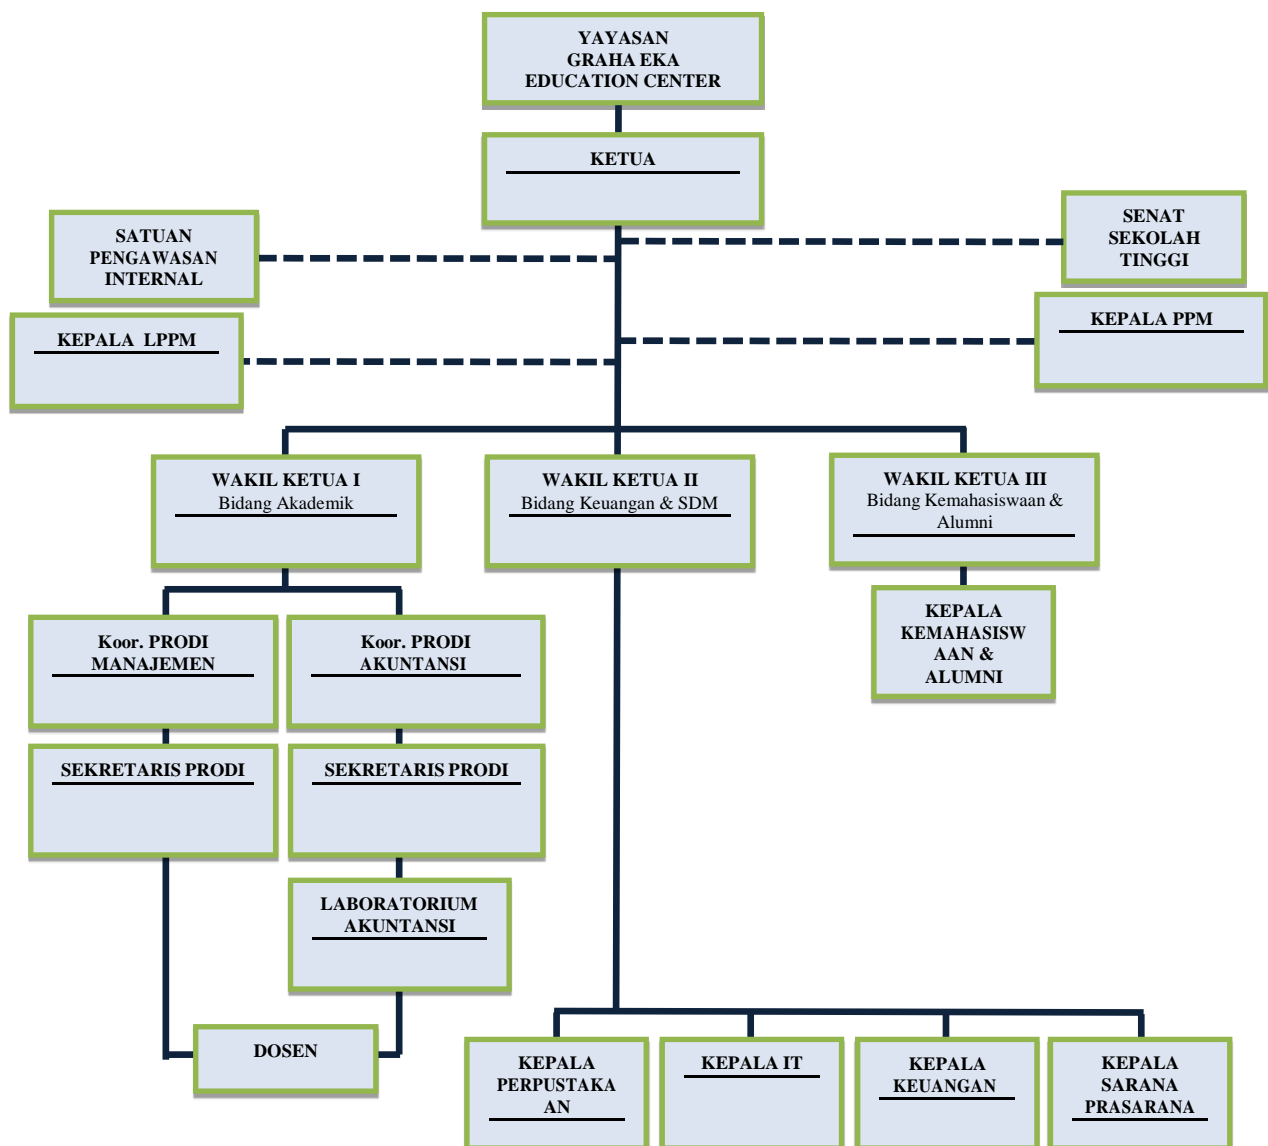 YAYASAN
GRAHA EKA
EDUCATION CENTER
KETUA
SATUAN
PENGAWASAN
INTERNAL
SENAT
SEKOLAH
TINGGI
KEPALA LPPM
KEPALA PPM
WAKIL KETUA I
Bidang Akademik
WAKIL KETUA II
Bidang Keuangan & SDM
WAKIL KETUA III
Bidang Kemahasiswaan &
Alumni
Koor. PRODI
MANAJEMEN
Koor. PRODI
AKUNTANSI
KEPALA
KEMAHASISW
AAN &
ALUMNI
SEKRETARIS PRODI
SEKRETARIS PRODI
LABORATORIUM
AKUNTANSI
DOSEN
KEPALA
PERPUSTAKA
AN
KEPALA IT
KEPALA
KEUANGAN
KEPALA
SARANA
PRASARANA